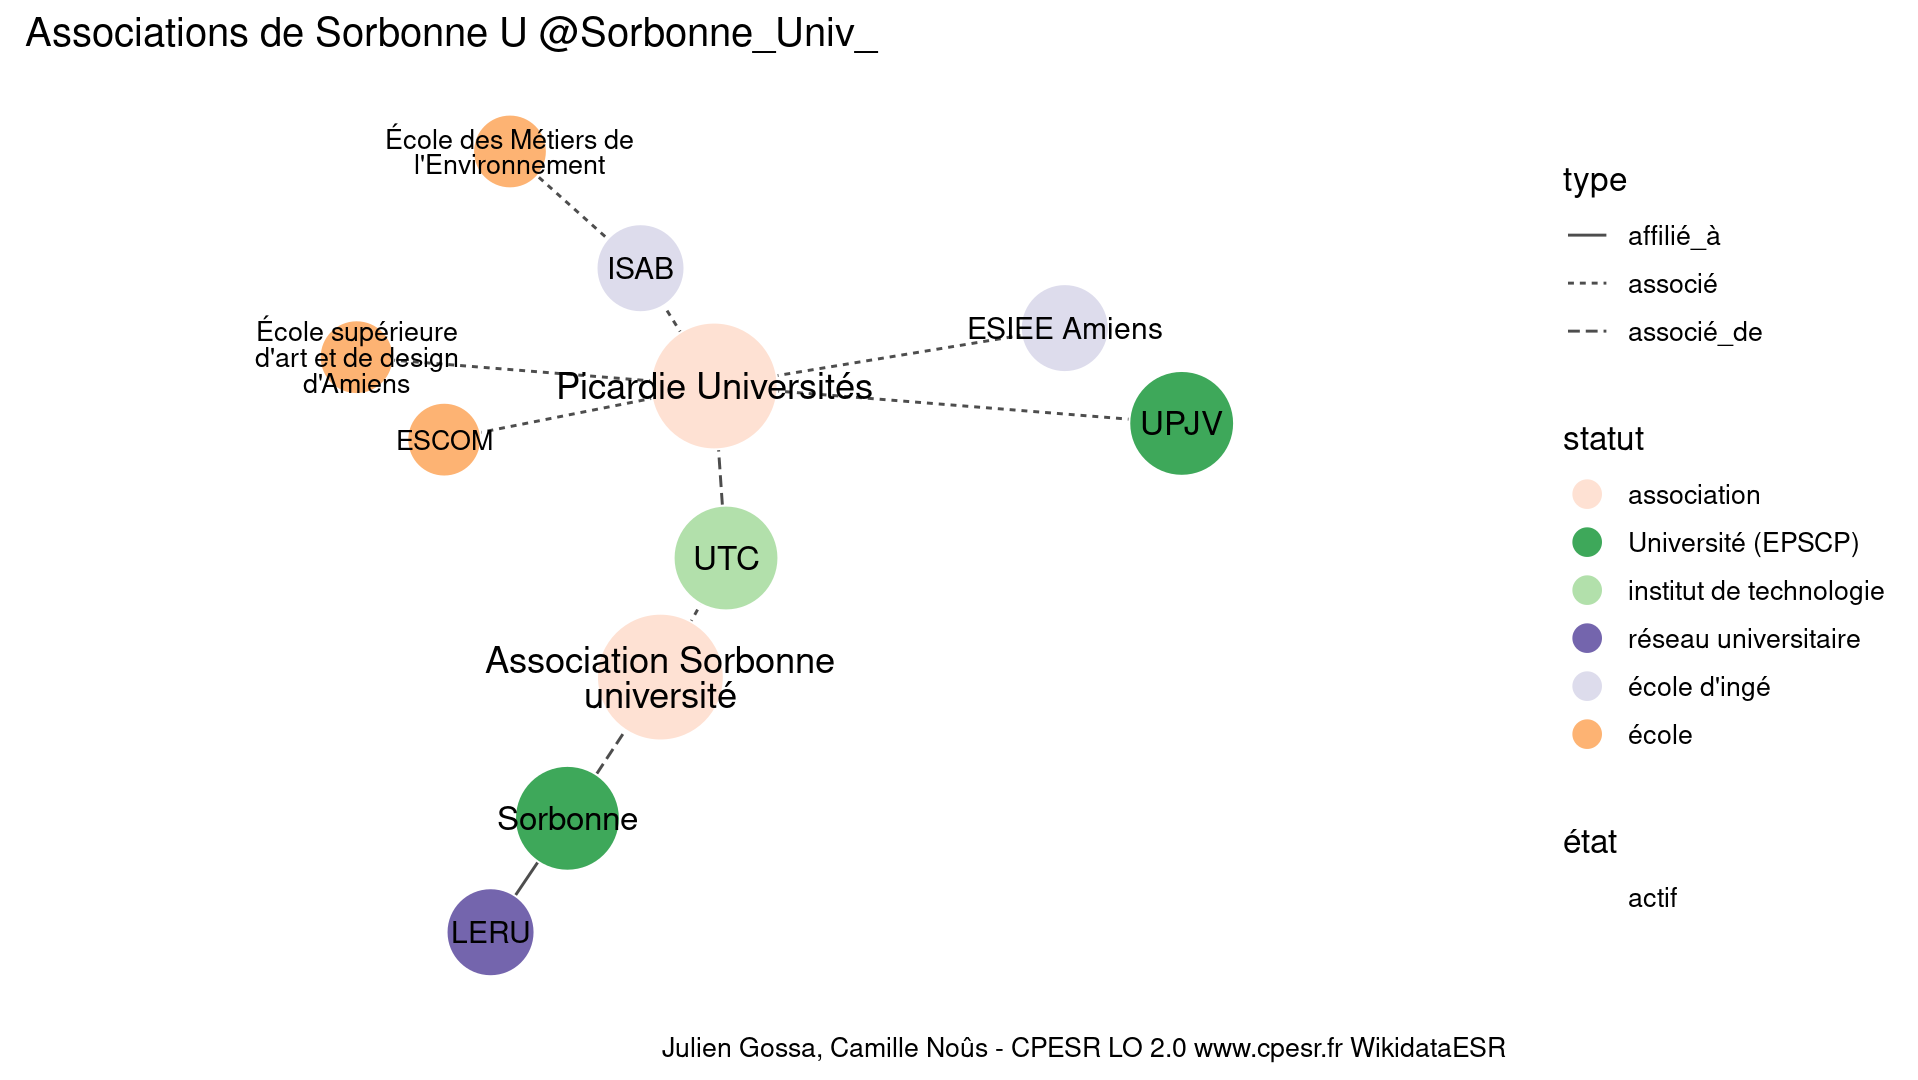 Associations de Sorbonne U @Sorbonne_Univ_
École des Métiers de
l'Environnement
ISAB
École supérieure
d'art et de design
d'Amiens
ESIEE Amiens
Picardie Universités
UPJV
ESCOM
UTC
Association Sorbonne
université
Sorbonne
LERU
type
affilié_à
associé
associé_de
statut
association
Université (EPSCP)
institut de technologie
réseau universitaire
école d'ingé
école
état
actif
Julien Gossa, Camille Noûs - CPESR LO 2.0 www.cpesr.fr WikidataESR